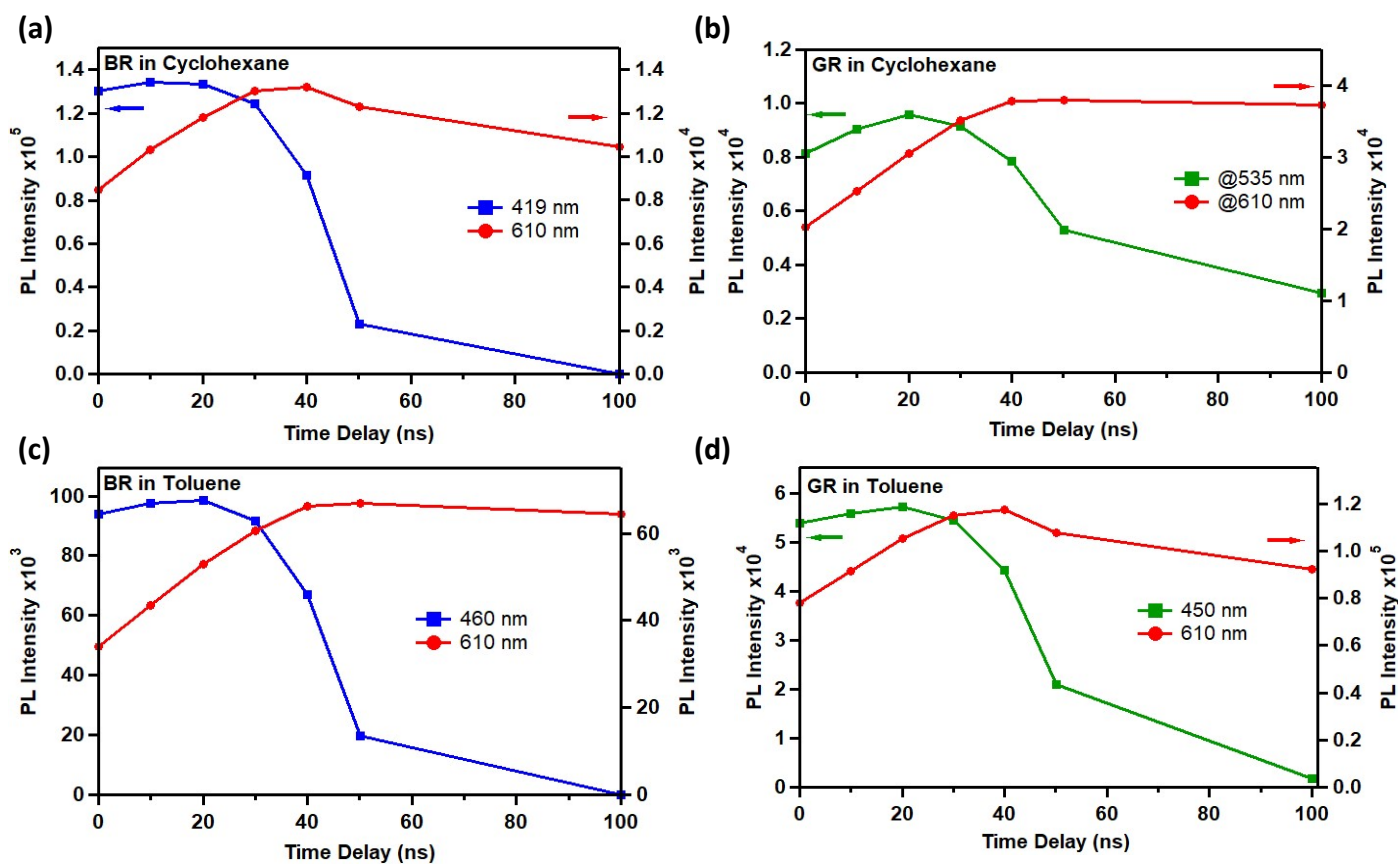 (a)
BR in Cyclohexane
PL Intensity x10^5
1.4
1.2
1.0
0.8
0.6
0.4
0.2
0.0
419 nm
610 nm
1.4
1.2
1.0
0.8
0.6
0.4
0.2
0.0
PL Intensity x10^4
0 20 40 60 80 100
Time Delay (ns)
(b)
GR in Cyclohexane
PL Intensity x10^4
1.2
1.0
0.8
0.6
0.4
0.2
0.0
@535 nm
@610 nm
4
3
2
1
0
PL Intensity x10^4
0 20 40 60 80 100
Time Delay (ns)
(c)
BR in Toluene
PL Intensity x10^3
100
80
60
40
20
0
460 nm
610 nm
60
40
20
0
PL Intensity x10^3
0 20 40 60 80 100
Time Delay (ns)
(d)
GR in Toluene
PL Intensity x10^4
6
5
4
3
2
1
0
450 nm
610 nm
1.2
1.0
0.8
0.6
0.4
0.2
0.0
PL Intensity x10^5
0 20 40 60 80 100
Time Delay (ns)